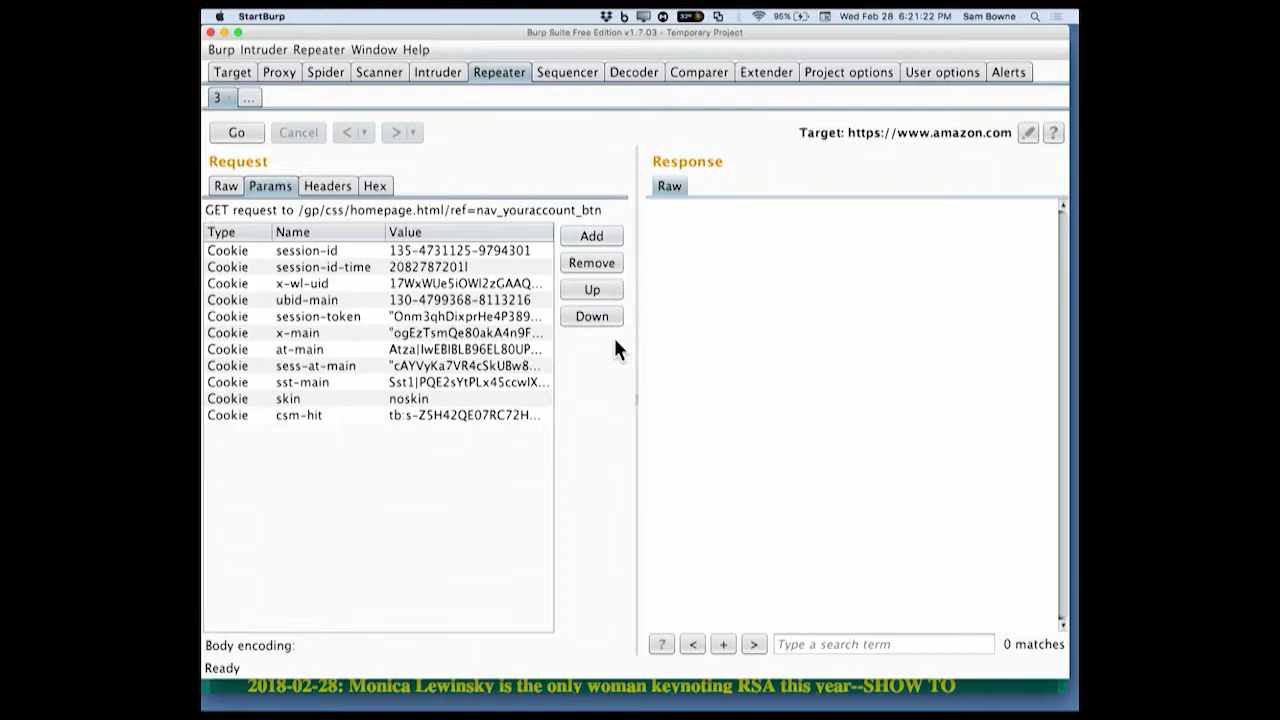 StartBurp 95% Wed Feb 28 6:21:22 PM Sam Bowne
Burp Suite Free Edition v1.7.03 - Temporary Project
Burp Intruder Repeater Window Help
Target Proxy Spider Scanner Intruder Repeater Sequencer Decoder Comparer Extender Project options User options Alerts
3 ...
Go Cancel < > Target: https://www.amazon.com ?
Request Response
Raw Params Headers Hex Raw
GET request to /gp/css/homepage.html/ref=nav_youraccount_btn
Type Name Value Add
Cookie session-id 135-4731125-9794301
Cookie session-id-time 2082787201l Remove
Cookie x-wl-uid 17WxWUe5iOWl2zGAAQ... Up
Cookie ubid-main 130-4799368-8113216
Cookie session-token "Onm3qhDixprHe4P389... Down
Cookie x-main "ogEzTsmQe80akA4n9F...
Cookie at-main Atza|IwEBIBLB96EL80UP...
Cookie sess-at-main "cAYVyKa7VR4cSkUBw8...
Cookie sst-main Sst1|PQE2sYtPLx45ccwIX...
Cookie skin noskin
Cookie csm-hit tb:s-Z5H42QE07RC72H...
Body encoding: ? < + > Type a search term 0 matches
Ready
2018-02-28: Monica Lewinsky is the only woman keynoting RSA this year--SHOW TO